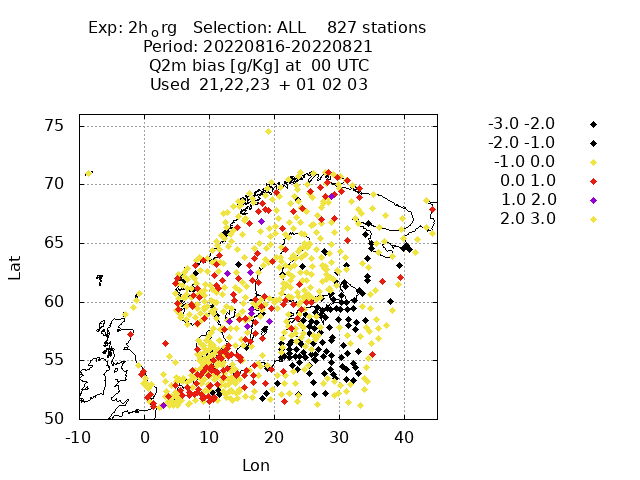 Exp: 2h_o rg Selection: ALL 827 stations
Period: 20220816-20220821
Q2m bias [g/Kg] at 00 UTC
Used 21,22,23 + 01 02 03
75
70
65
60
55
50
Lat
-10 0 10 20 30 40
Lon
-3.0 -2.0
-2.0 -1.0
-1.0 0.0
0.0 1.0
1.0 2.0
2.0 3.0